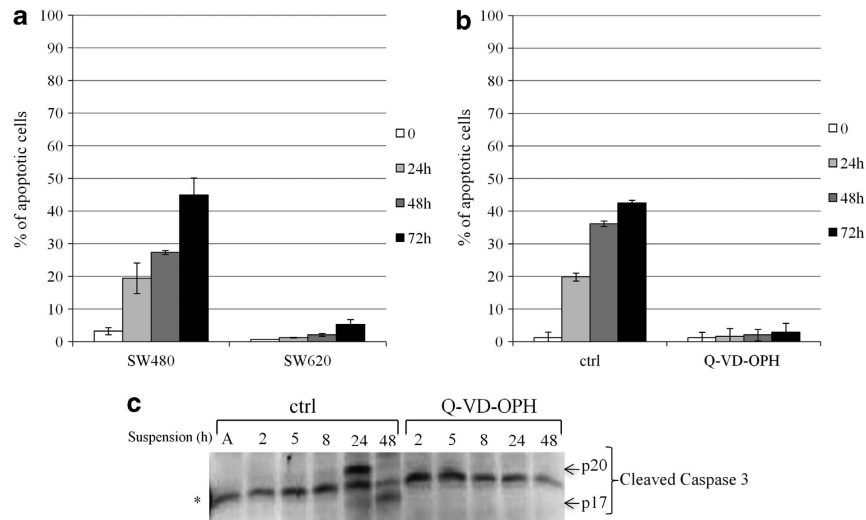 a
100
90
80
70
60
50
40
30
20
10
0
% of apoptotic cells
SW480 SW620
0
24h
48h
72h
b
100
90
80
70
60
50
40
30
20
10
0
% of apoptotic cells
ctrl Q-VD-OPH
0
24h
48h
72h
c
ctrl Q-VD-OPH
Suspension (h) A 2 5 8 24 48 2 5 8 24 48
p20
Cleaved Caspase 3
* p17